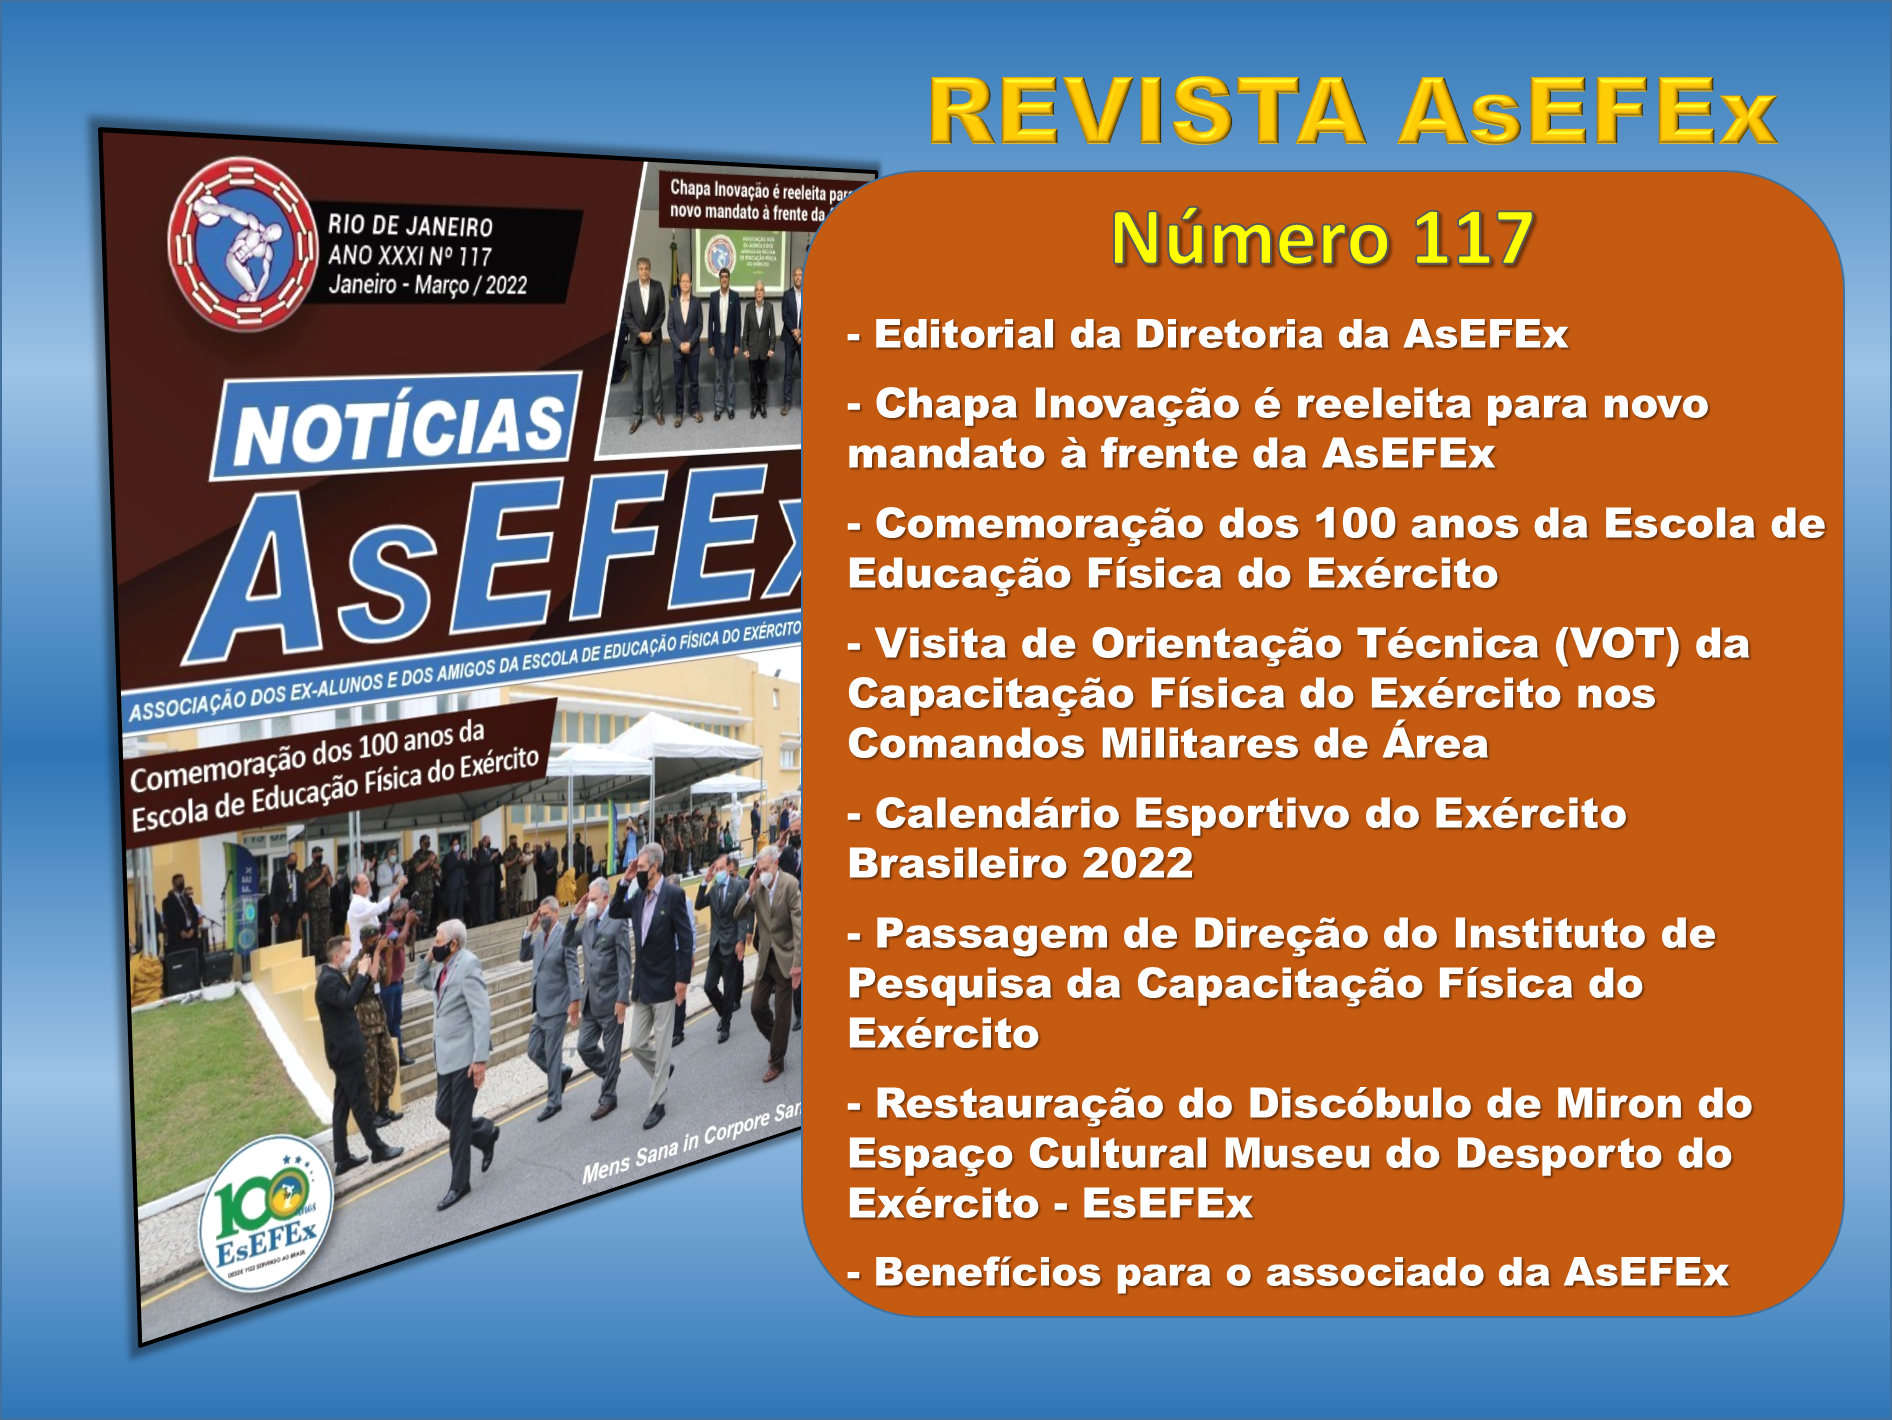 REVISTA AsEFEx
RIO DE JANEIRO
ANO XXXI Nº 117
Janeiro - Março / 2022
Chapa Inovação é reeleita
novo mandato à frente da
NOTÍCIAS
AsEFEx
ASSOCIAÇÃO DOS EX-ALUNOS E DOS AMIGOS DA ESCOLA DE EDUCAÇÃO FÍSICA DO EXÉRCITO
Comemoração dos 100 anos da
Escola de Educação Física do Exército
Mens Sana in Corpore
100
anos
EsEFEx
Número 117
- Editorial da Diretoria da AsEFEx
- Chapa Inovação é reeleita para novo
mandato à frente da AsEFEx
- Comemoração dos 100 anos da Escola de
Educação Física do Exército
- Visita de Orientação Técnica (VOT) da
Capacitação Física do Exército nos
Comandos Militares de Área
- Calendário Esportivo do Exército
Brasileiro 2022
- Passagem de Direção do Instituto de
Pesquisa da Capacitação Física do
Exército
- Restauração do Discóbulo de Miron do
Espaço Cultural Museu do Desporto do
Exército - EsEFEx
- Benefícios para o associado da AsEFEx